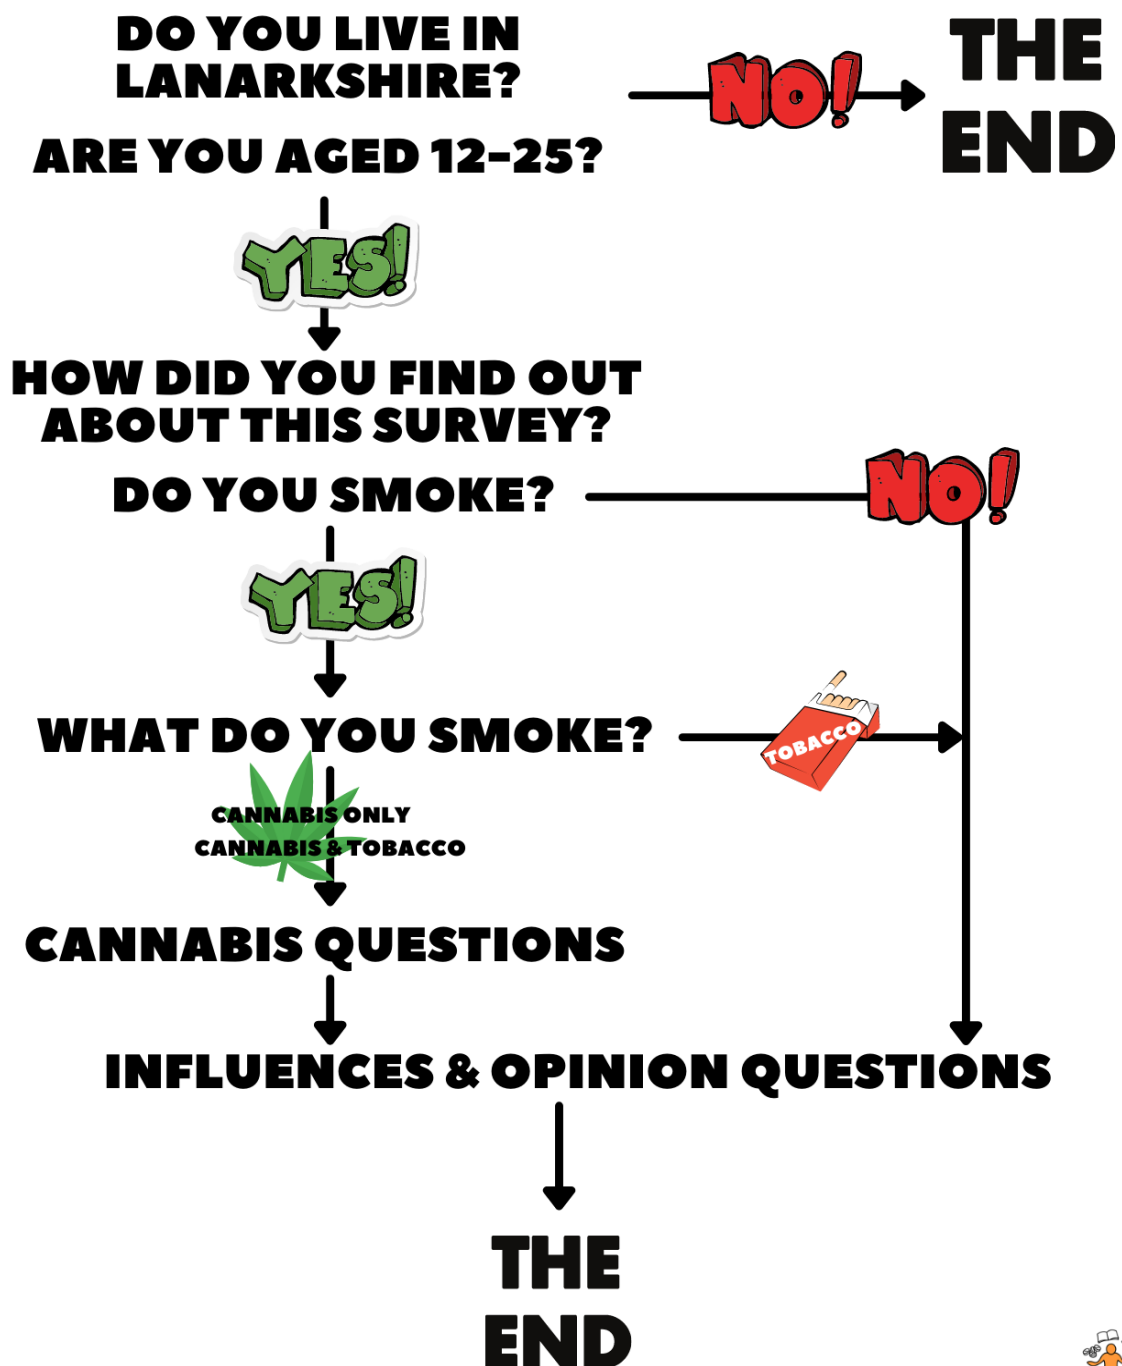 DO YOU LIVE IN
LANARKSHIRE?
NO!
THE
END
ARE YOU AGED 12-25?
YES!
HOW DID YOU FIND OUT
ABOUT THIS SURVEY?
DO YOU SMOKE?
NO!
YES!
WHAT DO YOU SMOKE?
TOBACCO
CANNABIS ONLY
CANNABIS & TOBACCO
CANNABIS QUESTIONS
INFLUENCES & OPINION QUESTIONS
THE
END